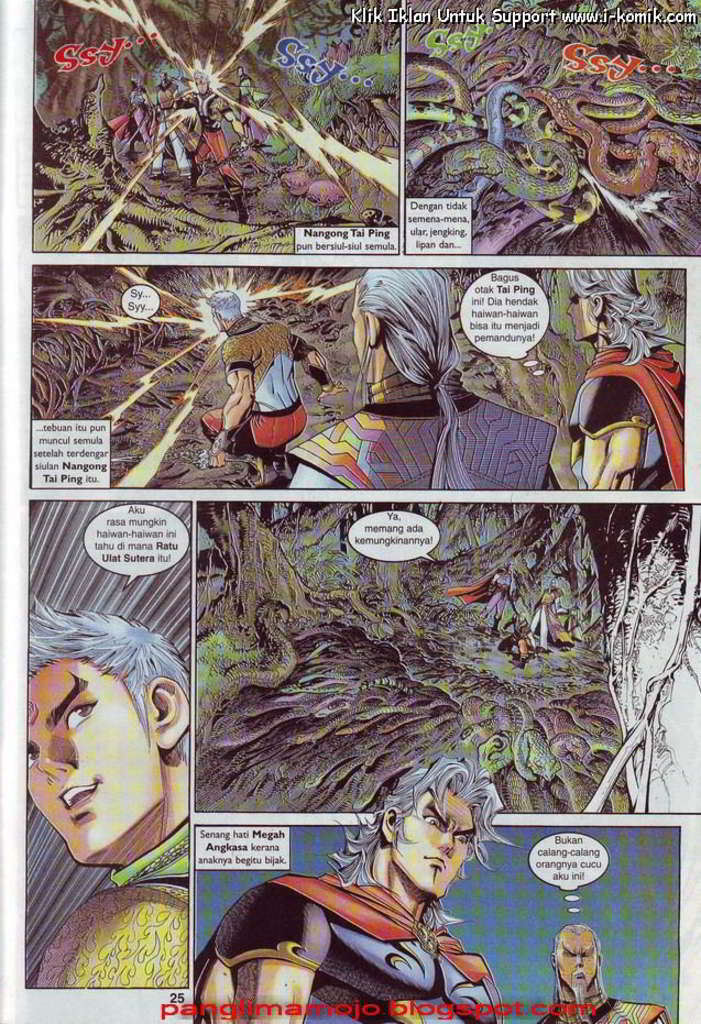 Klik Iklan Untuk Support www.i-komik.com
Ssy...
Ssy...
Nangong Tai Ping
pun bersiul-siul semula.
Ssy...
Ssy...
Dengan tidak
semena-mena,
ular, jengking,
lipan dan...
Sy...
Syy...
Bagus
otak Tai Ping
ini! Dia hendak
haiwan-haiwan
bisa itu menjadi
pemandunya!
...tebuan itu pun
muncul semula
setelah terdengar
siulan Nangong
Tai Ping itu.
Aku
rasa mungkin
haiwan-haiwan ini
tahu di mana Ratu
Ulat Sutera itu!
Ya,
memang ada
kemungkinannya!
Senang hati Megah
Angkasa kerana
anaknya begitu bijak.
Bukan
calang-calang
orangnya cucu
aku ini!
25
panglimamojo.blogspot.com